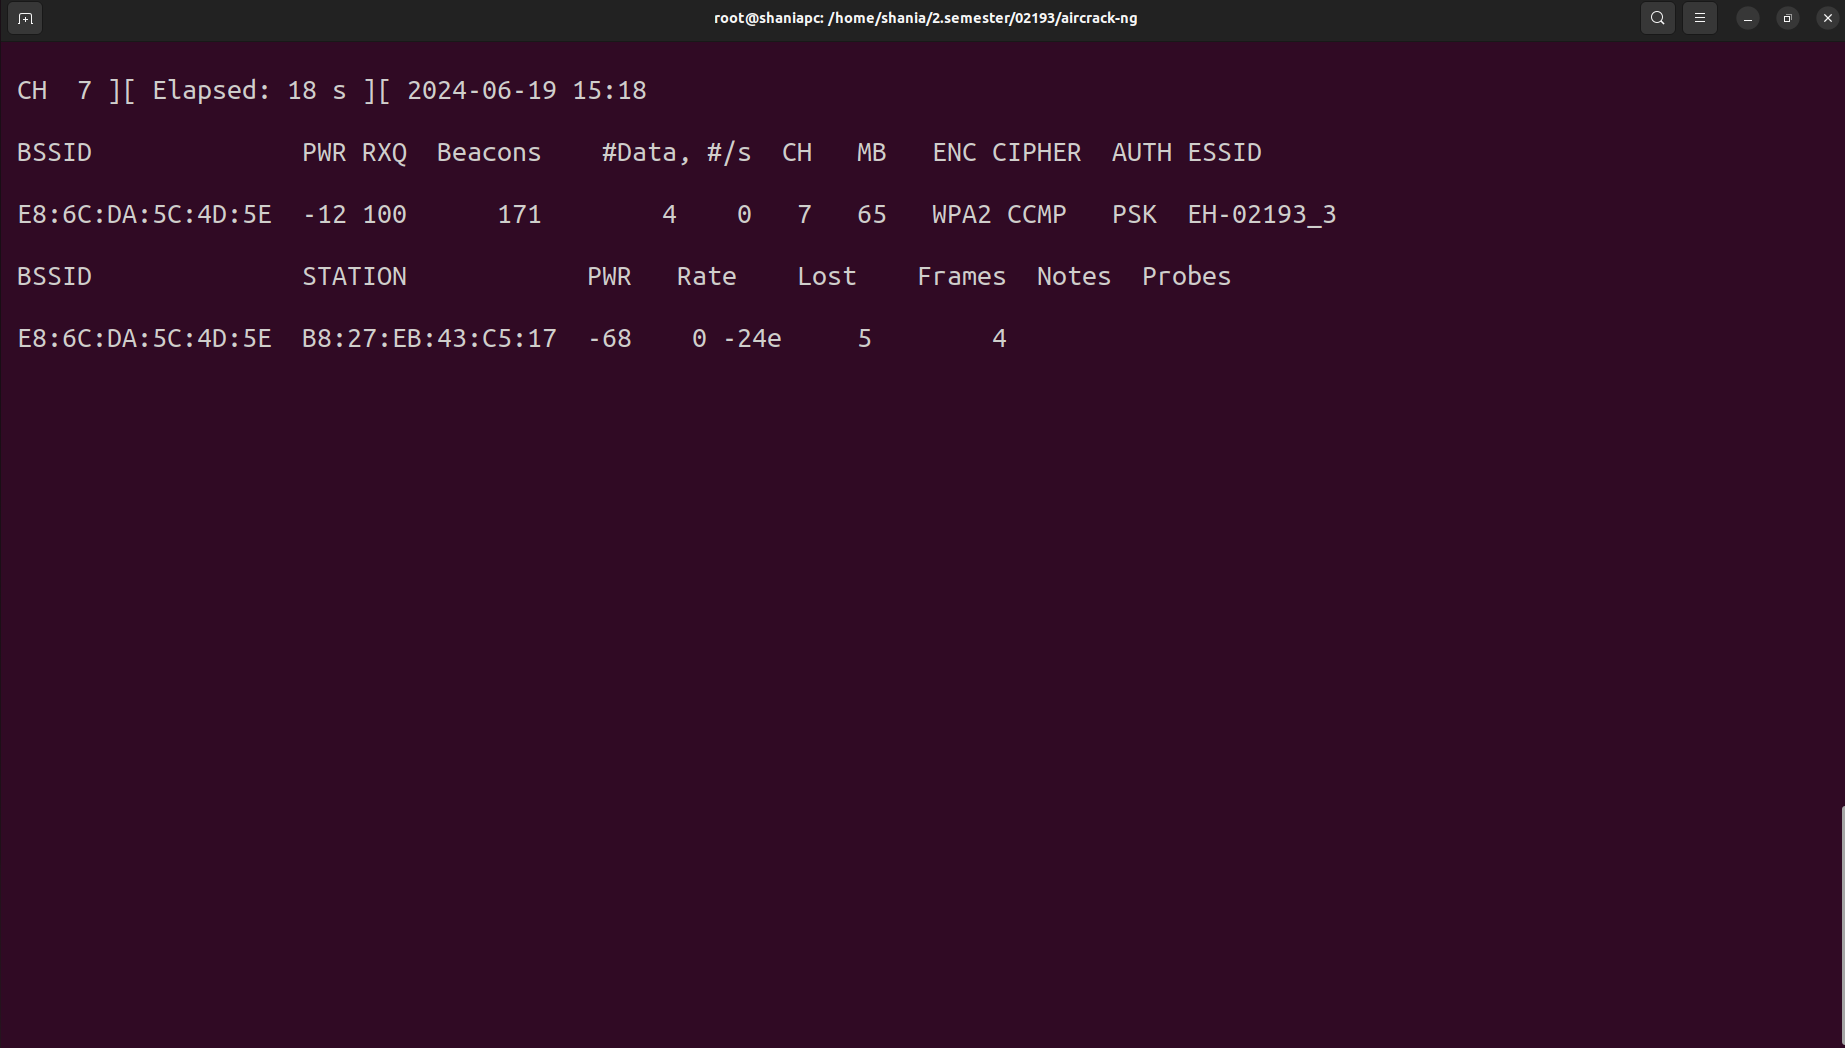 root@shaniapc: /home/shania/2.semester/02193/aircrack-ng
CH  7 ][ Elapsed: 18 s ][ 2024-06-19 15:18
BSSID              PWR RXQ  Beacons    #Data, #/s  CH   MB   ENC CIPHER  AUTH ESSID
E8:6C:DA:5C:4D:5E  -12 100      171        4    0   7   65   WPA2 CCMP   PSK  EH-02193_3
BSSID              STATION            PWR   Rate    Lost    Frames  Notes  Probes
E8:6C:DA:5C:4D:5E  B8:27:EB:43:C5:17  -68    0 -24e     5        4